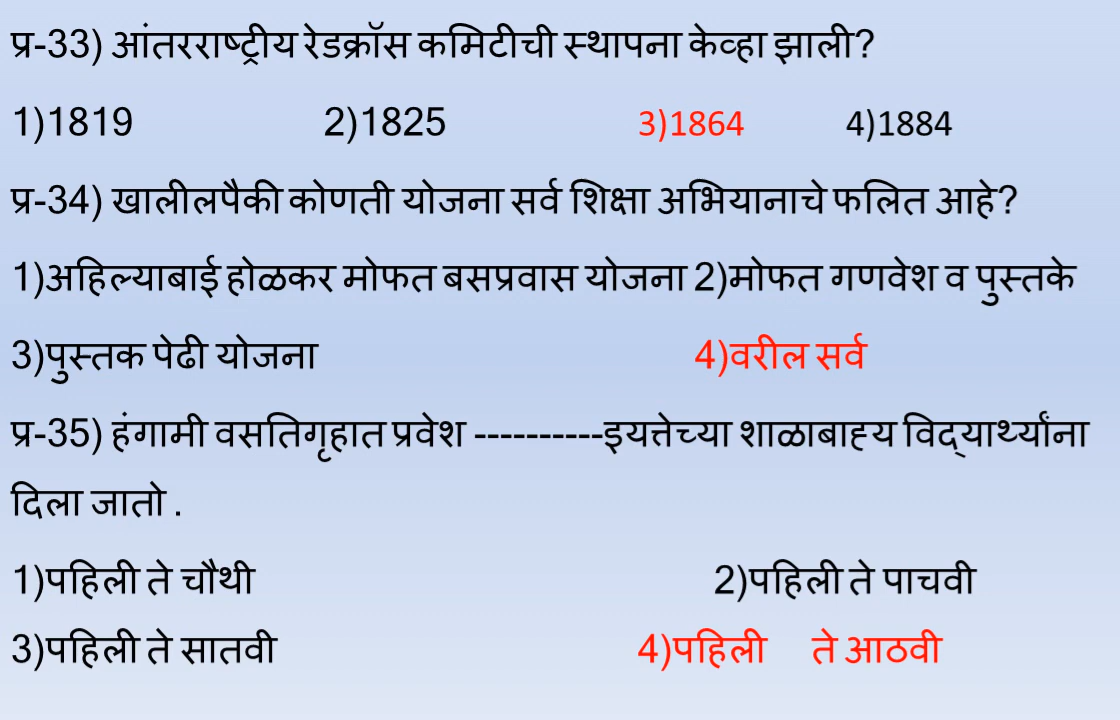 प्र-33) आंतरराष्ट्रीय रेडक्रॉस कमिटीची स्थापना केव्हा झाली?
1)1819 2)1825 3)1864 4)1884
प्र-34) खालीलपैकी कोणती योजना सर्व शिक्षा अभियानाचे फलित आहे?
1)अहिल्याबाई होळकर मोफत बसप्रवास योजना 2)मोफत गणवेश व पुस्तके
3)पुस्तक पेढी योजना 4)वरील सर्व
प्र-35) हंगामी वसतिगृहात प्रवेश ----------इयत्तेच्या शाळाबाह्य विद्‌यार्थ्यांना
दिला जातो .
1)पहिली ते चौथी 2)पहिली ते पाचवी
3)पहिली ते सातवी 4)पहिली ते आठवी